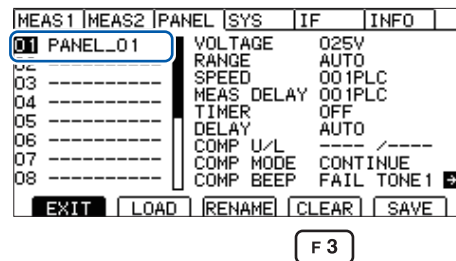 MEAS1 MEAS2 PANEL SYS IF INFO
01 PANEL_01 VOLTAGE 025V
02 ---------- RANGE AUTO
03 ---------- SPEED 001PLC
04 ---------- MEAS DELAY 001PLC
05 ---------- TIMER OFF
06 ---------- DELAY AUTO
07 ---------- COMP U/L ---- /----
08 ---------- COMP MODE CONTINUE
COMP BEEP FAIL TONE1
EXIT LOAD RENAME CLEAR SAVE
F3